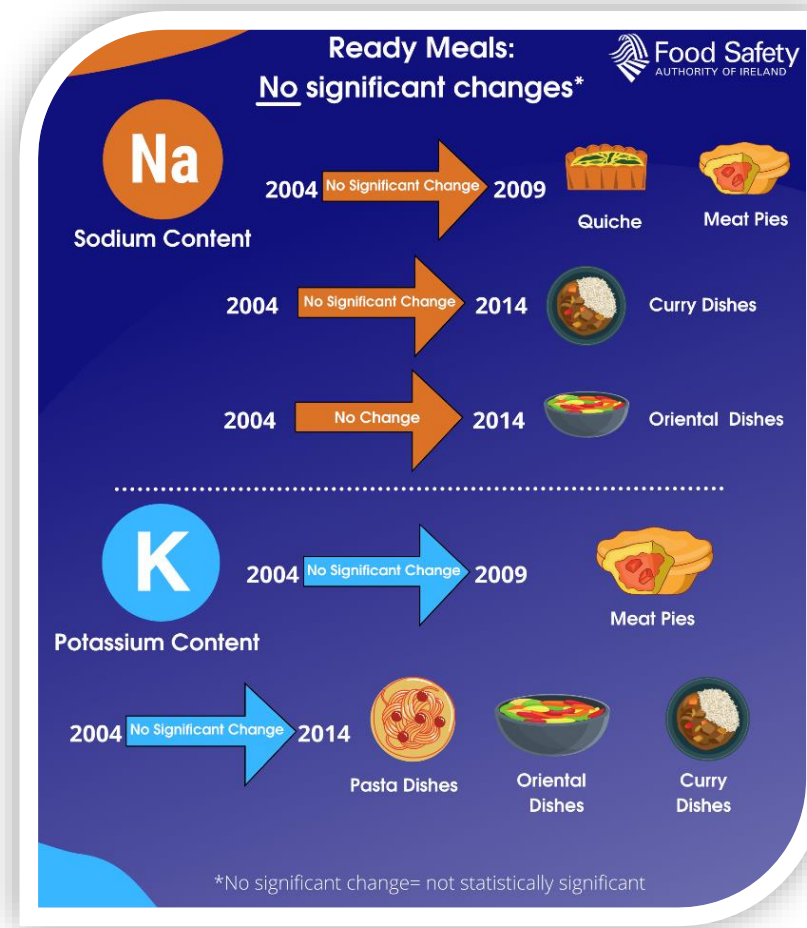 Ready Meals:
No significant changes*
Food Safety
AUTHORITY OF IRELAND
Na
Sodium Content
2004 No Significant Change 2009
Quiche
Meat Pies
2004 No Significant Change 2014
Curry Dishes
2004 No Change 2014
Oriental Dishes
K
Potassium Content
2004 No Significant Change 2009
Meat Pies
2004 No Significant Change 2014
Pasta Dishes
Oriental
Dishes
Curry
Dishes
*No significant change= not statistically significant